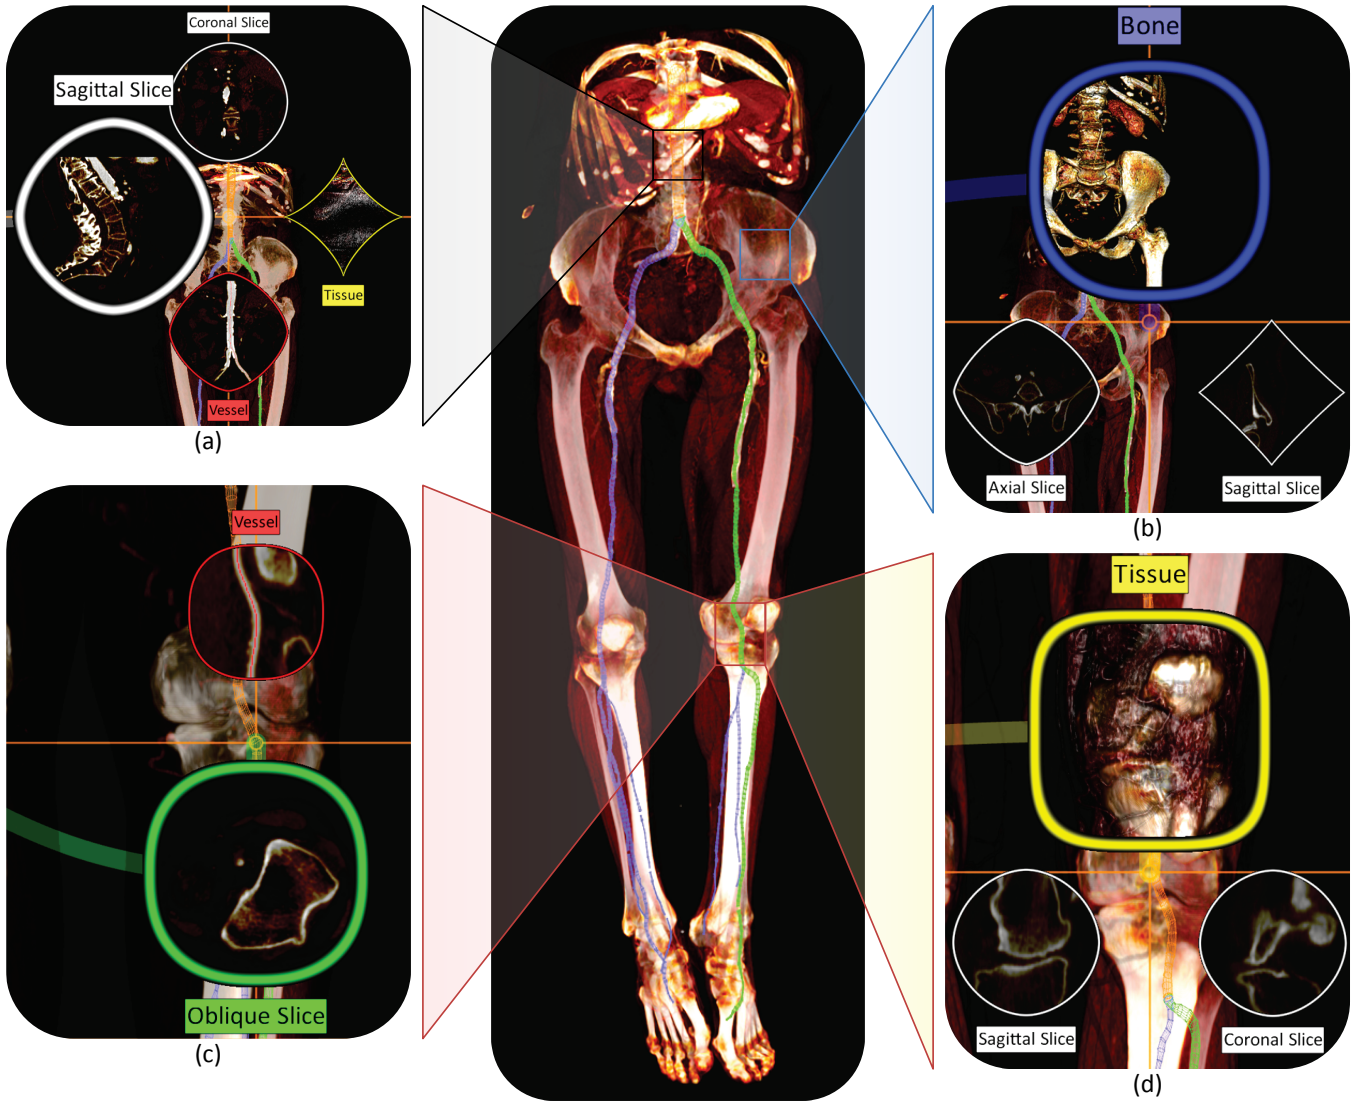 Coronal Slice
Sagittal Slice
Tissue
Vessel
(a)
Bone
Axial Slice
Sagittal Slice
(b)
Vessel
Oblique Slice
(c)
Tissue
Sagittal Slice
Coronal Slice
(d)